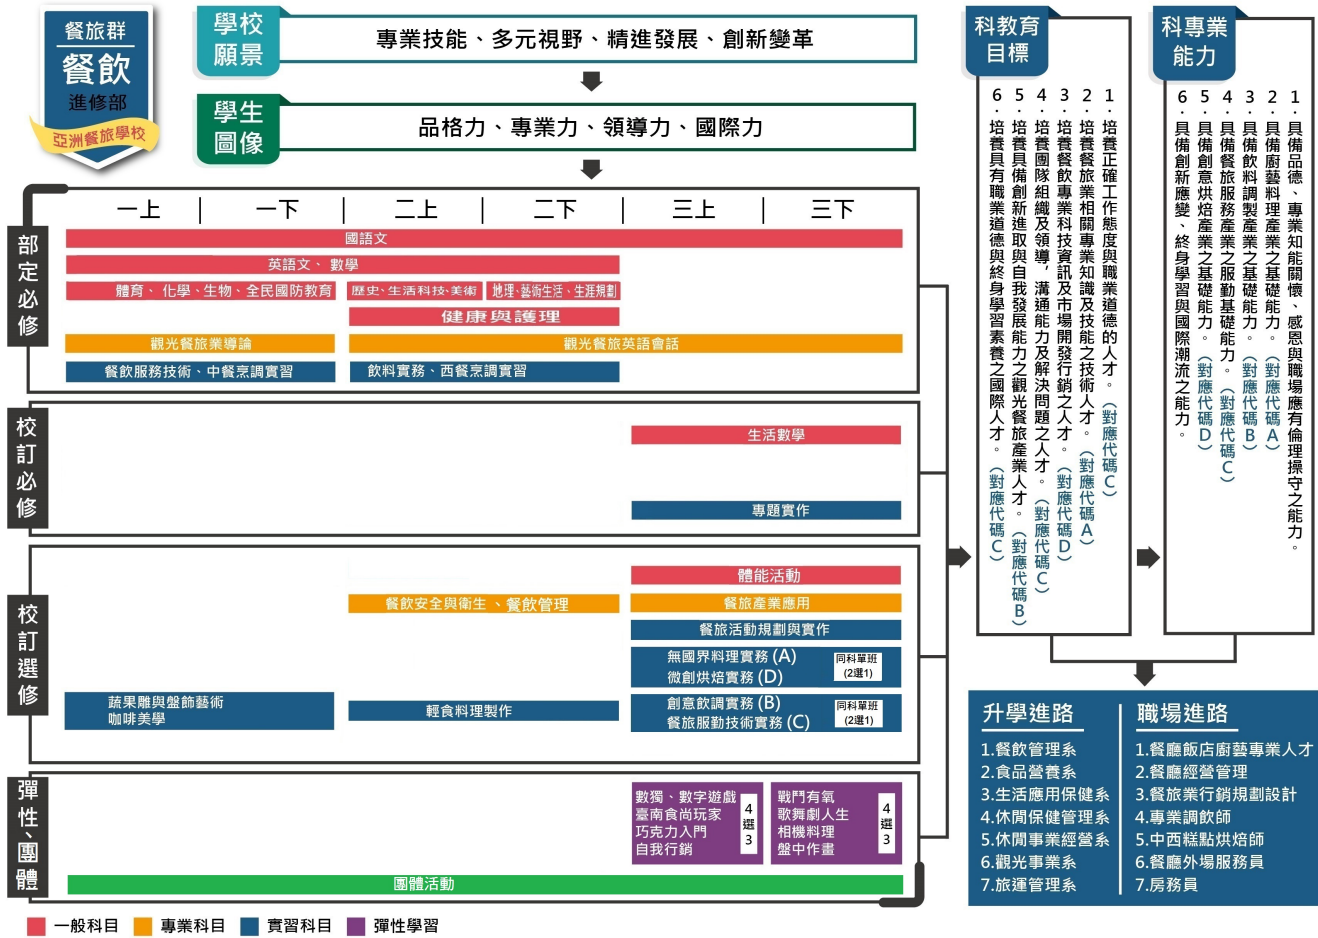 餐旅群
餐飲
進修部
亞洲餐旅學校
學校
願景
專業技能、多元視野、精進發展、創新變革
學生
圖像
品格力、專業力、領導力、國際力
一上 | 一下 | 二上 | 二下 | 三上 | 三下
部定必修
國語文
英語文、數學
體育、化學、生物、全民國防教育
歷史、生活科技、美術
地理、藝術生活、生涯規劃
健康與護理
觀光餐旅業導論
觀光餐旅英語會話
餐飲服務技術、中餐烹調實習
飲料實務、西餐烹調實習
校訂必修
生活數學
專題實作
校訂選修
體能活動
餐飲安全與衛生、餐飲管理
餐旅產業應用
餐旅活動規劃與實作
無國界料理實務(A)
微創烘焙實務(D)
同科單班
(2選1)
蔬果雕與盤飾藝術
咖啡美學
輕食料理製作
創意飲調實務(B)
餐旅服勤技術實務(C)
同科單班
(2選1)
彈性、團體
數獨、數字遊戲
臺南食尚玩家
巧克力入門
自我行銷
4選3
戰鬥有氧
歌舞劇人生
相機料理
盤中作畫
4選3
團體活動
一般科目
專業科目
實習科目
彈性學習
科教育
目標
1.培養正確工作態度與職業道德的人才。(對應代碼C)
2.培養餐旅業相關專業知識及技能之技術人才。(對應代碼A)
3.培養餐飲專業科技資訊及市場開發行銷之人才。(對應代碼D)
4.培養團隊組織及領導,溝通能力及解決問題之人才。(對應代碼C)
5.培養具備創新進取與自我發展能力之觀光餐旅產業人才。(對應代碼B)
6.培養具有職業道德與終身學習素養之國際人才。(對應代碼C)
科專業
能力
1.具備品德、專業知能關懷、感恩與職場應有倫理操守之能力。
2.具備廚藝料理產業之基礎能力。(對應代碼A)
3.具備飲料調製產業之基礎能力。(對應代碼B)
4.具備餐旅服務產業之服勤基礎能力。(對應代碼C)
5.具備創意烘焙產業之基礎能力。(對應代碼D)
6.具備創新應變、終身學習與國際潮流之能力。
升學進路
1.餐飲管理系
2.食品營養系
3.生活應用保健系
4.休閒保健管理系
5.休閒事業經營系
6.觀光事業系
7.旅運管理系
職場進路
1.餐廳飯店廚藝專業人才
2.餐廳經營管理
3.餐旅業行銷規劃設計
4.專業調飲師
5.中西糕點烘焙師
6.餐廳外場服務員
7.房務員